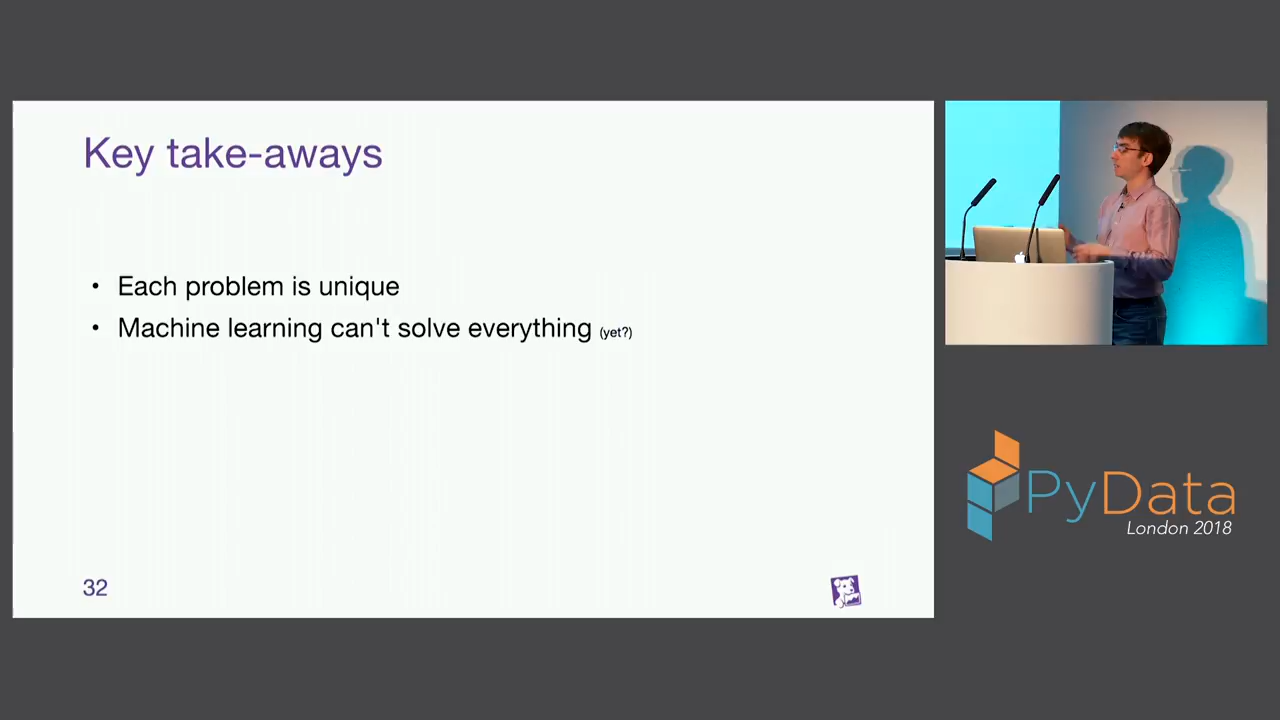 Key take-aways
• Each problem is unique
• Machine learning can't solve everything (yet?)
32
PyData
London 2018